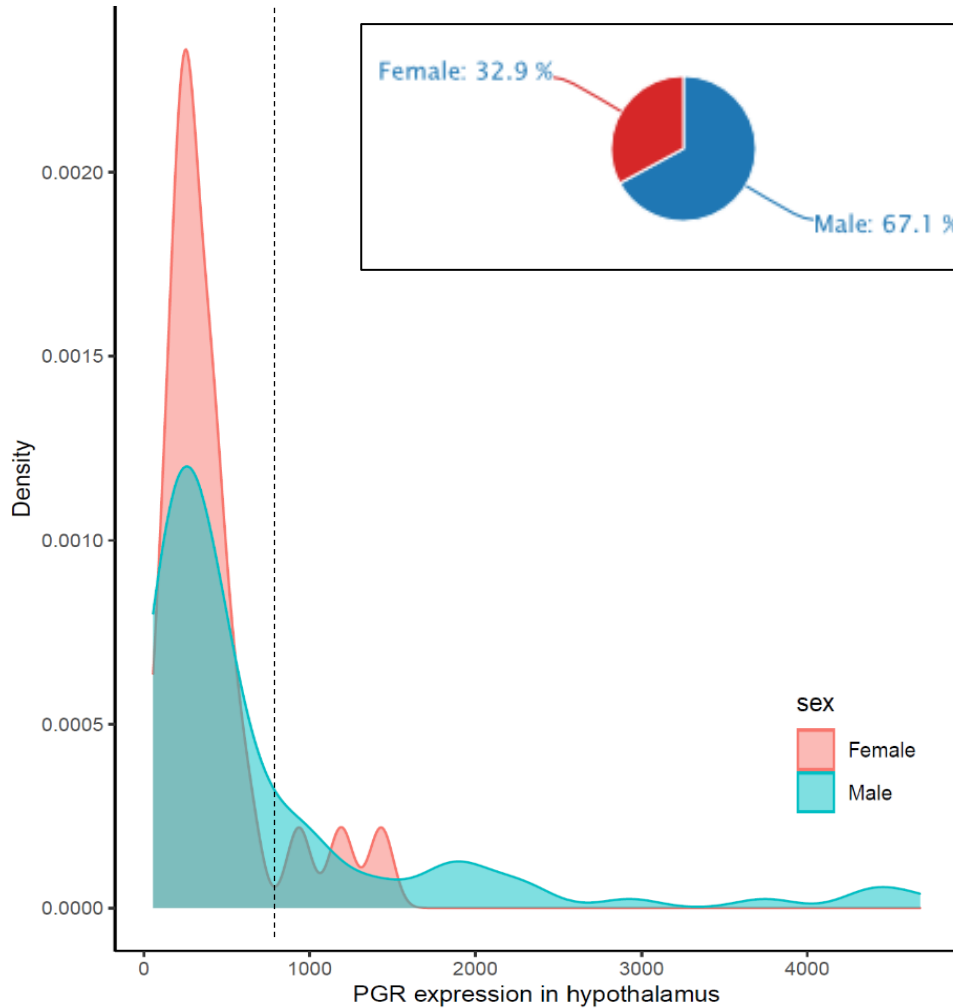 Female: 32.9 %
Male: 67.1 %
0.0020
0.0015
0.0010
0.0005
0.0000
Density
sex
Female
Male
0
1000
2000
3000
4000
PGR expression in hypothalamus